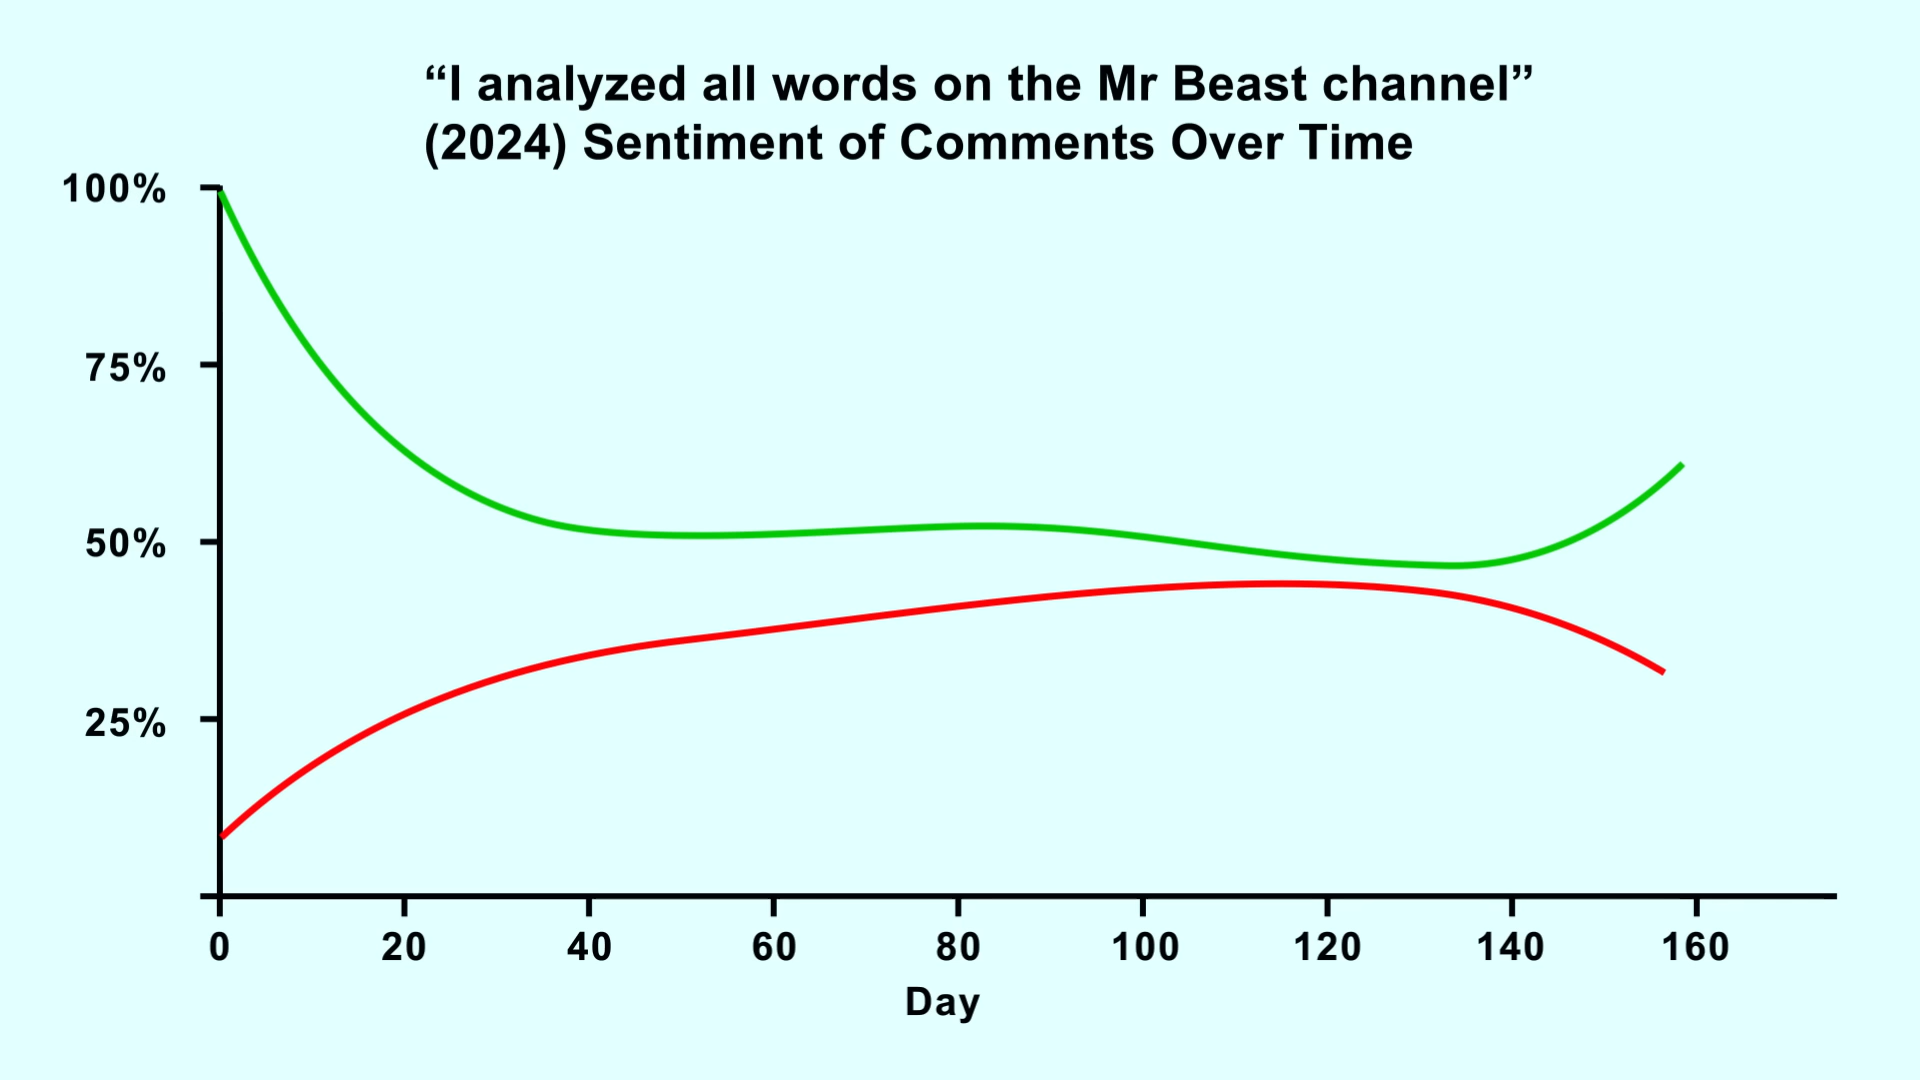 “I analyzed all words on the Mr Beast channel”
(2024) Sentiment of Comments Over Time
100%
75%
50%
25%
0 20 40 60 80 100 120 140 160
Day